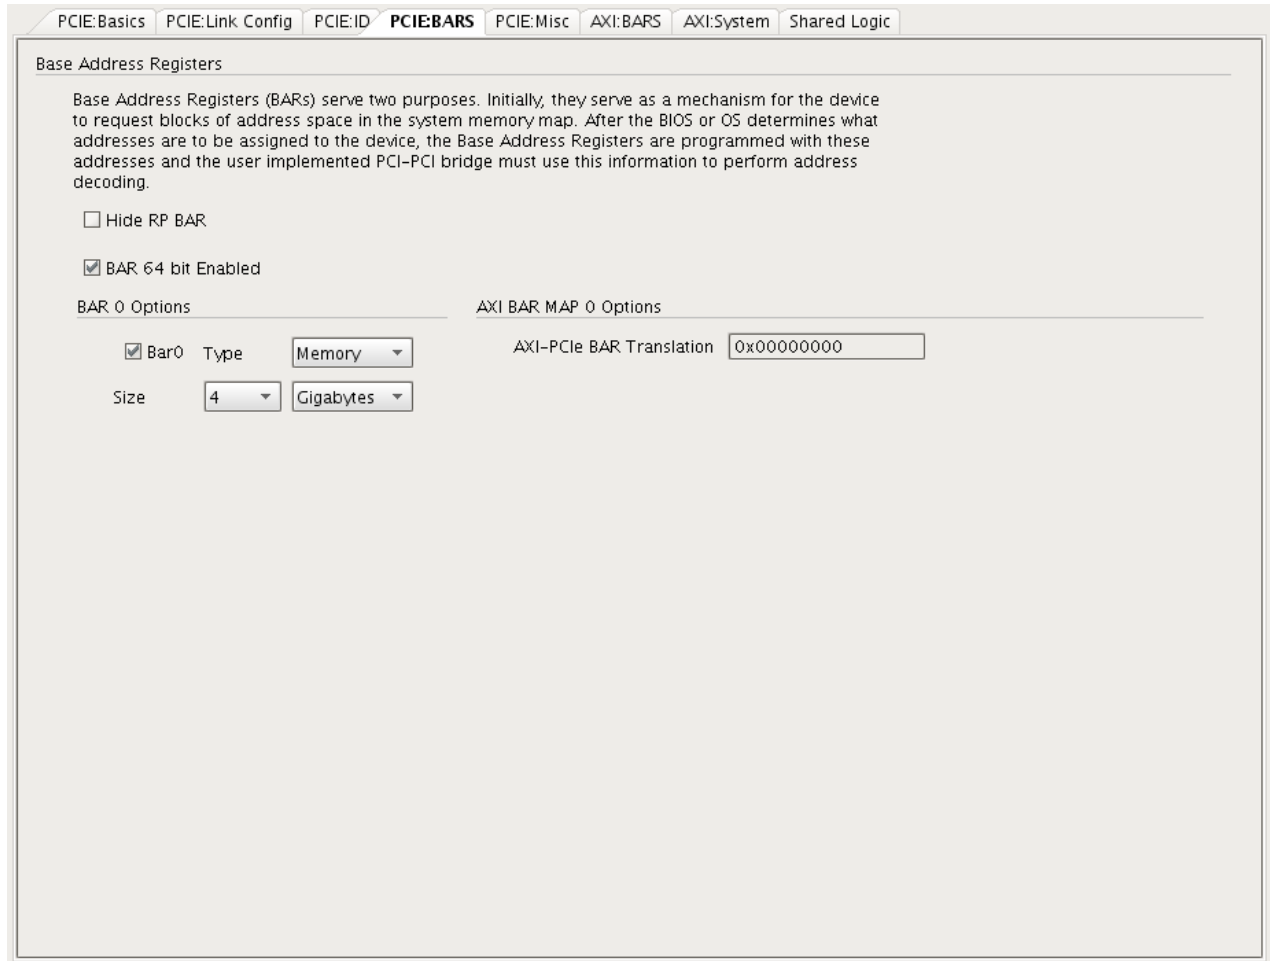 PCIE:Basics PCIE:Link Config PCIE:ID PCIE:BARS PCIE:Misc AXI:BARS AXI:System Shared Logic
Base Address Registers
Base Address Registers (BARs) serve two purposes. Initially, they serve as a mechanism for the device
to request blocks of address space in the system memory map. After the BIOS or OS determines what
addresses are to be assigned to the device, the Base Address Registers are programmed with these
addresses and the user implemented PCI-PCI bridge must use this information to perform address
decoding.
Hide RP BAR
BAR 64 bit Enabled
BAR 0 Options AXI BAR MAP 0 Options
Bar0 Type Memory AXI-PCIe BAR Translation 0x00000000
Size 4 Gigabytes